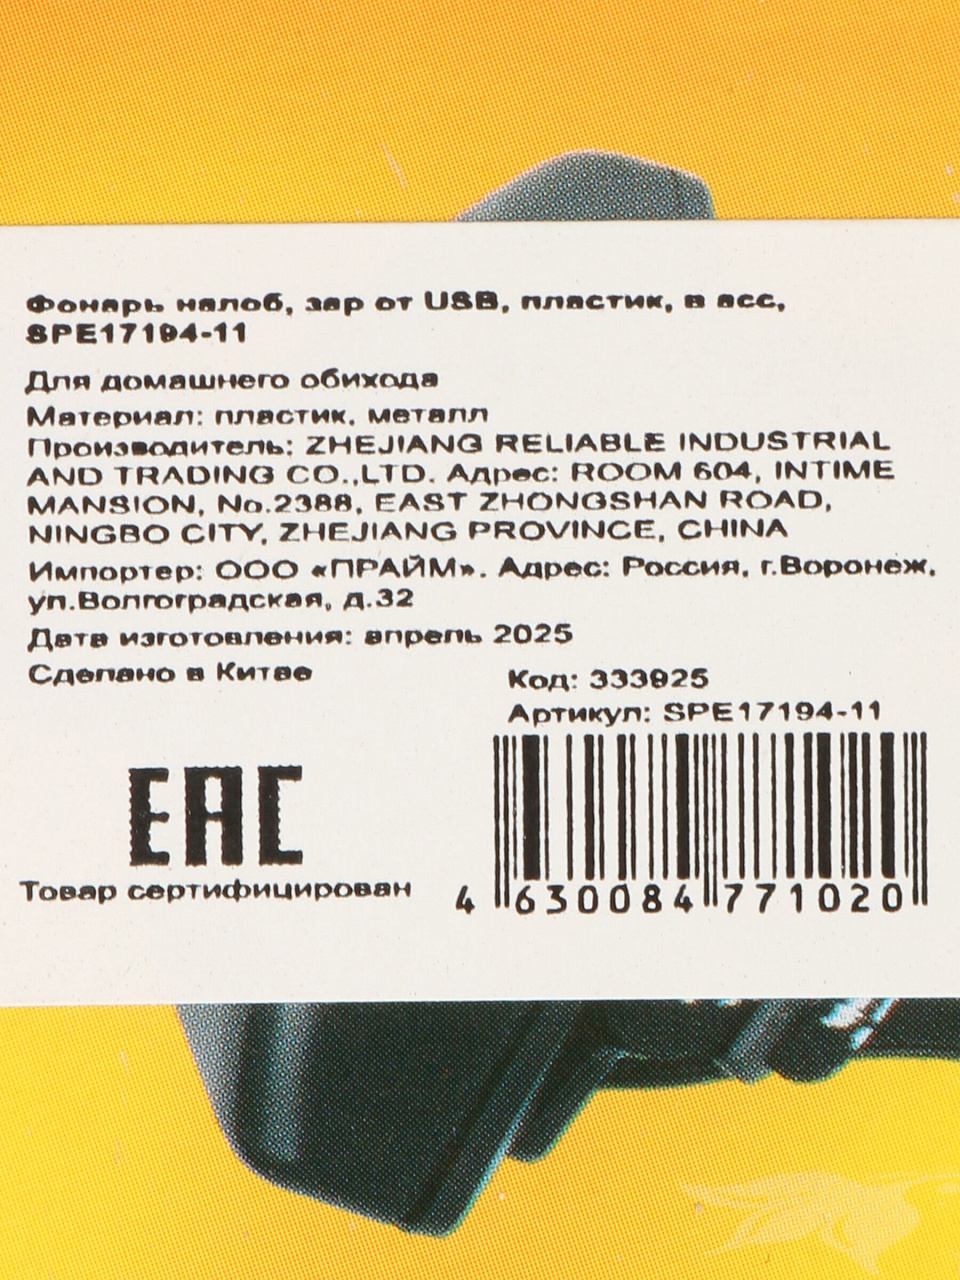 Фонарь налоб, зар от USB, пластик, в асс,
SPE17194-11
Для домашнего обихода
Материал: пластик, металл
Производитель: ZHEJIANG RELIABLE INDUSTRIAL
AND TRADING CO.,LTD. Адрес: ROOM 604, INTIME
MANSION, No.2388, EAST ZHONGSHAN ROAD,
NINGBO CITY, ZHEJIANG PROVINCE, CHINA
Импортер: ООО «ПРАЙМ». Адрес: Россия, г.Воронеж,
ул.Волгоградская, д.32
Дата изготовления: апрель 2025
Сделано в Китае
Код: 333925
Артикул: SPE17194-11
EAC
Товар сертифицирован
4 630084 771020